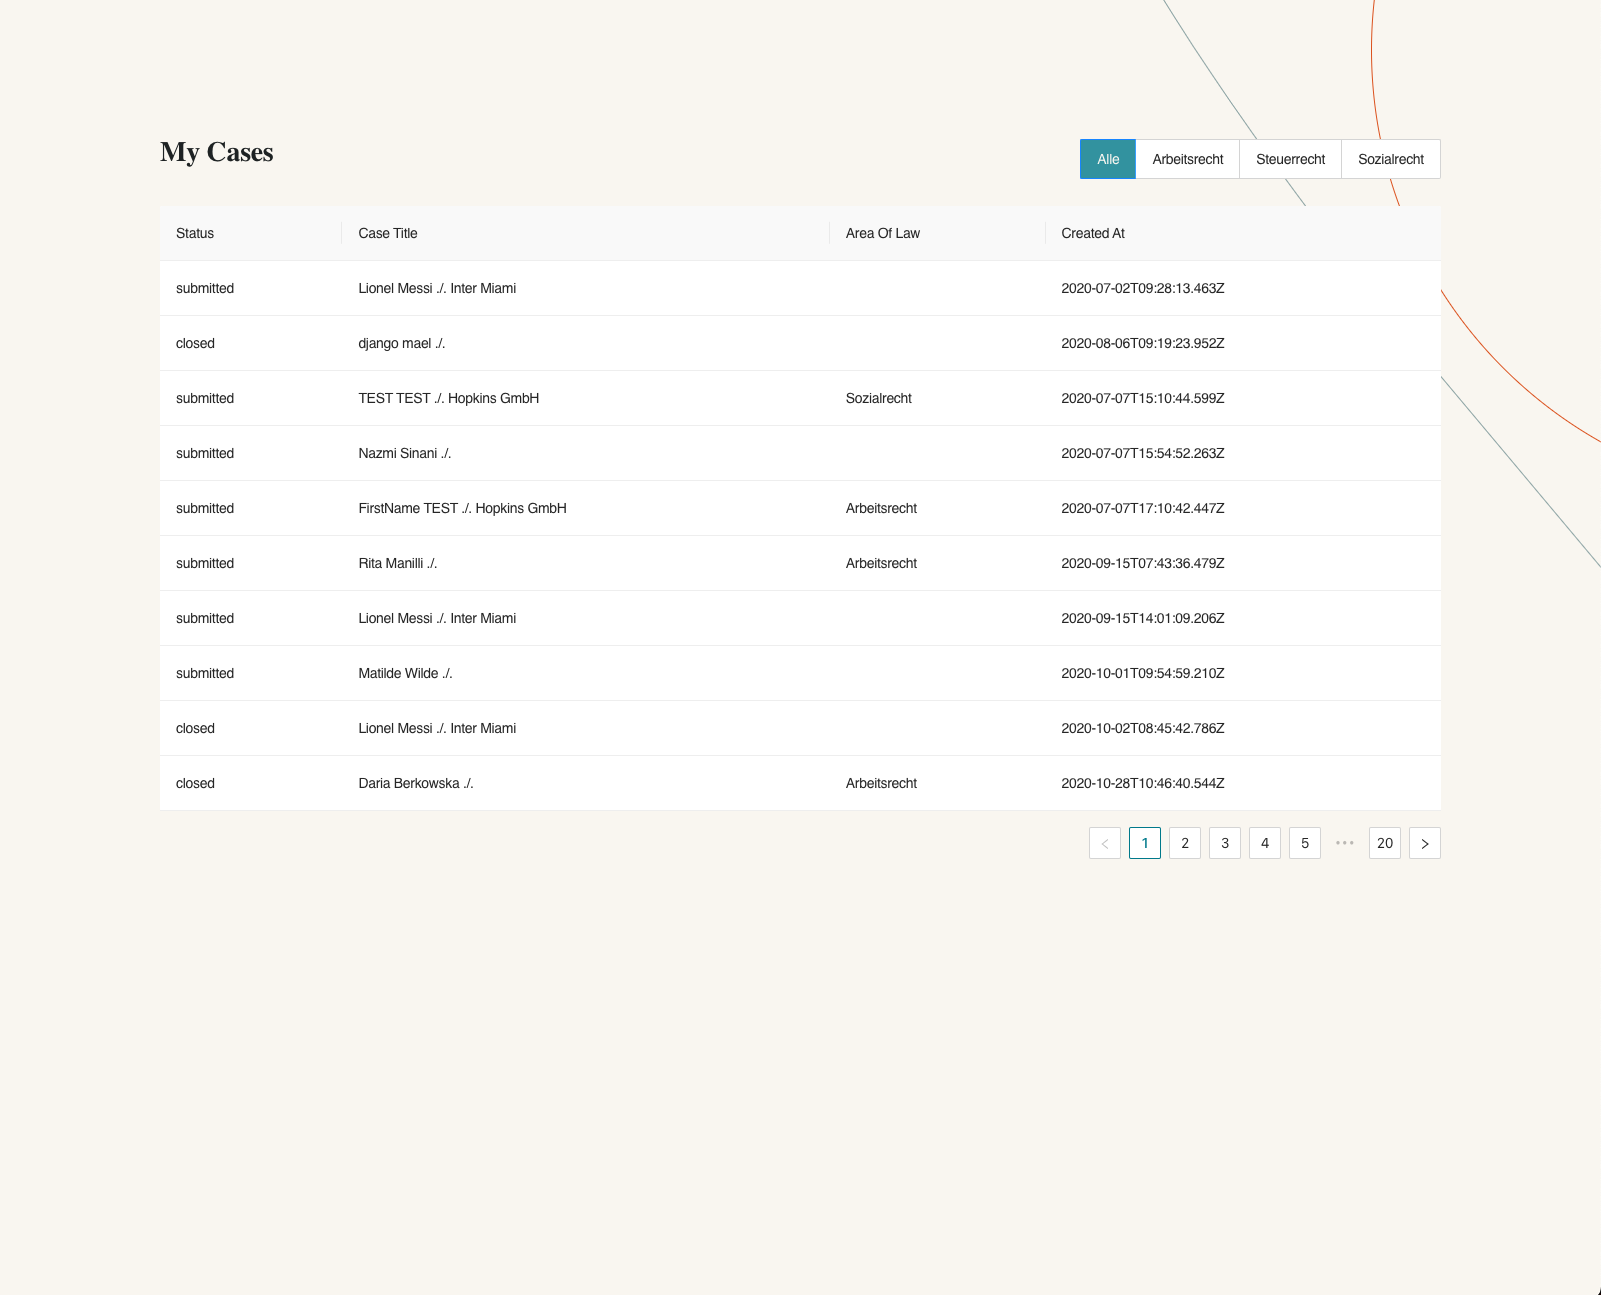 My Cases
Alle Arbeitsrecht Steuerrecht Sozialrecht
Status Case Title Area Of Law Created At
submitted Lionel Messi ./. Inter Miami 2020-07-02T09:28:13.463Z
closed django mael ./. 2020-08-06T09:19:23.952Z
submitted TEST TEST ./. Hopkins GmbH Sozialrecht 2020-07-07T15:10:44.599Z
submitted Nazmi Sinani ./. 2020-07-07T15:54:52.263Z
submitted FirstName TEST ./. Hopkins GmbH Arbeitsrecht 2020-07-07T17:10:42.447Z
submitted Rita Manilli ./. Arbeitsrecht 2020-09-15T07:43:36.479Z
submitted Lionel Messi ./. Inter Miami 2020-09-15T14:01:09.206Z
submitted Matilde Wilde ./. 2020-10-01T09:54:59.210Z
closed Lionel Messi ./. Inter Miami 2020-10-02T08:45:42.786Z
closed Daria Berkowska ./. Arbeitsrecht 2020-10-28T10:46:40.544Z
< 1 2 3 4 5 ••• 20 >